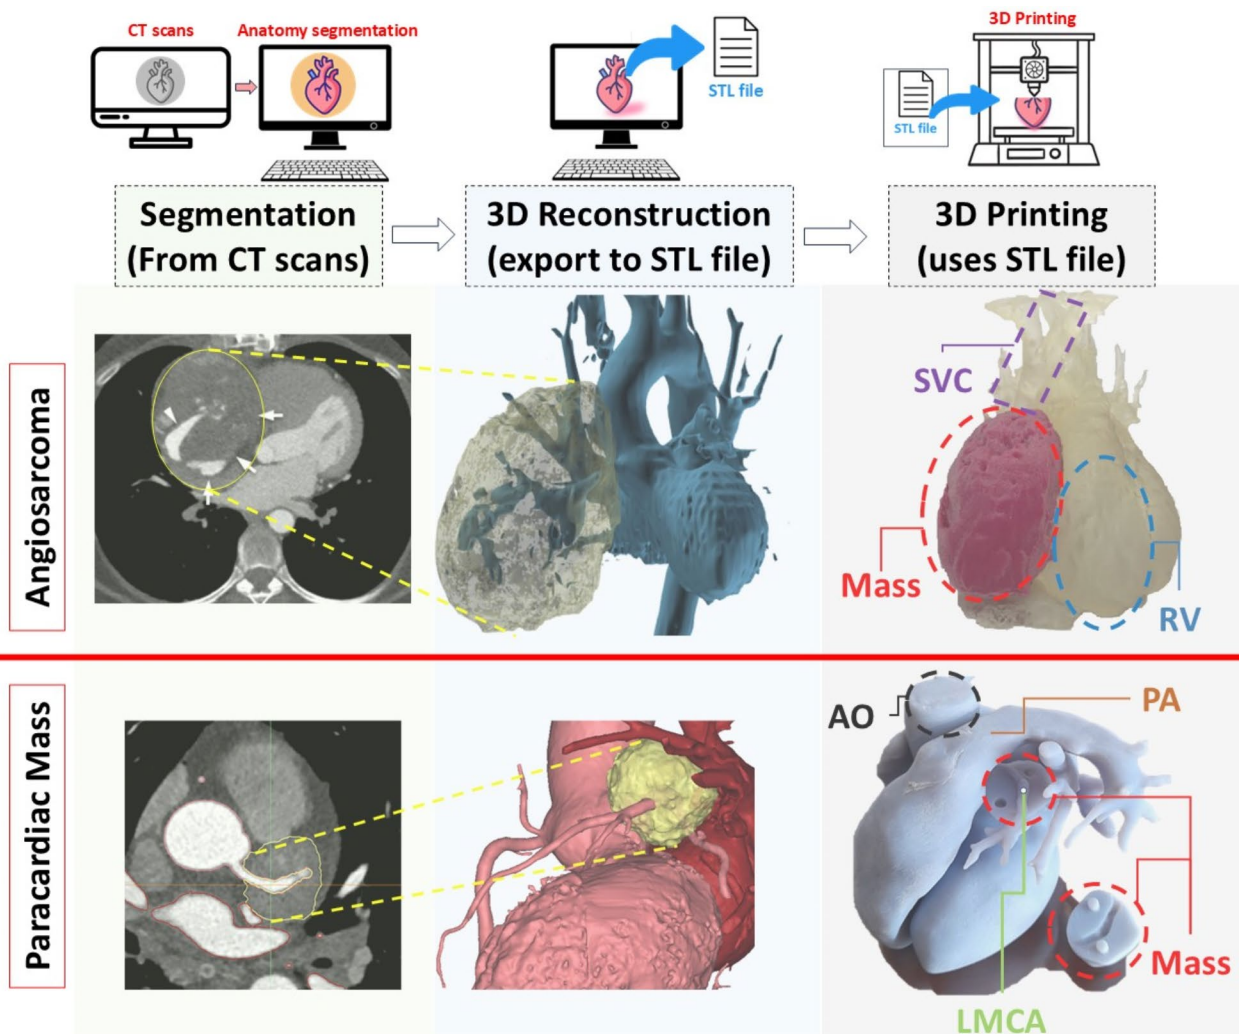 CT scans
Anatomy segmentation
STL file
3D Printing
STL file
Segmentation
(From CT scans)
3D Reconstruction
(export to STL file)
3D Printing
(uses STL file)
Angiosarcoma
SVC
Mass
RV
Paracardiac Mass
AO
PA
Mass
LMCA